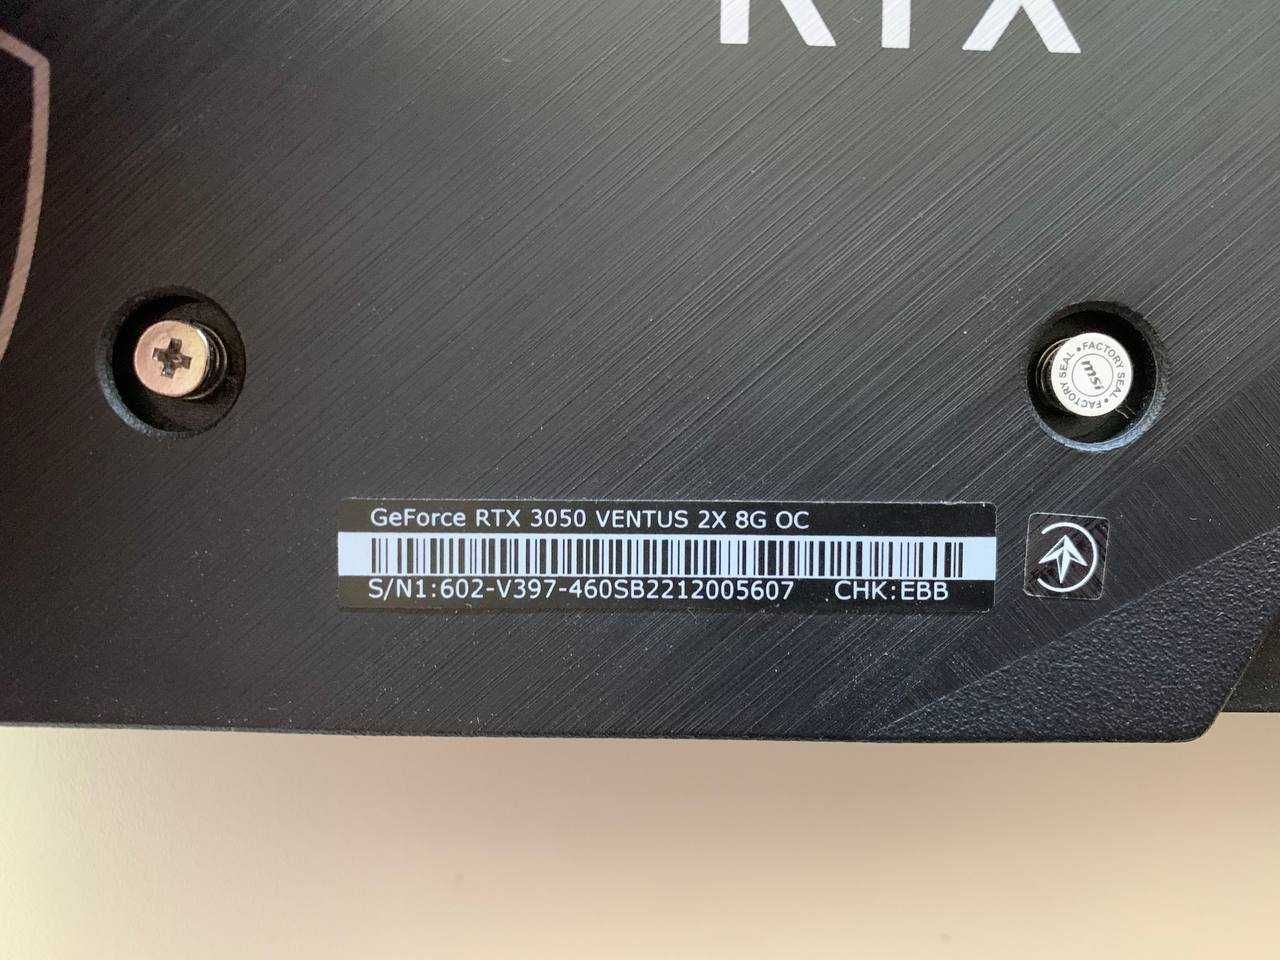 RTX
FACTORY SEAL • FACTORY SEAL •
msi
GeForce RTX 3050 VENTUS 2X 8G OC
S/N1:602-V397-460SB2212005607 CHK:EBB